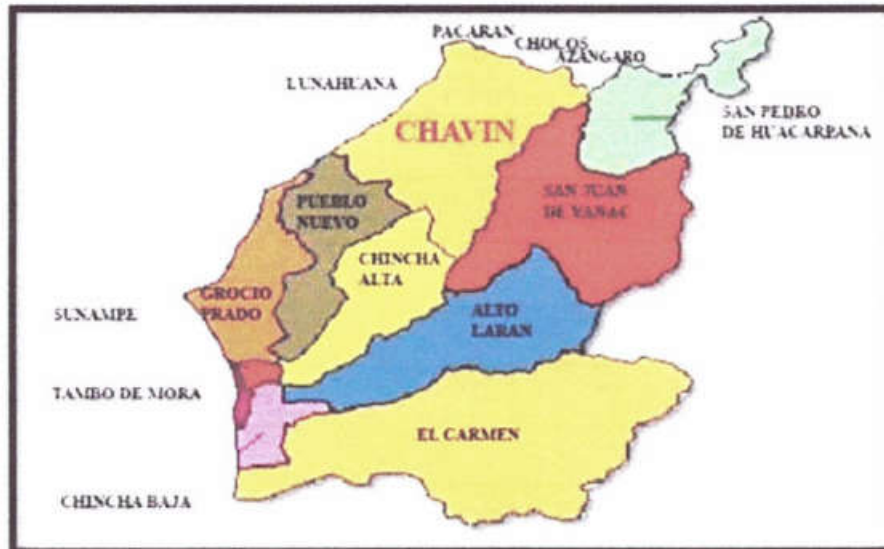 PACARAN
CHOCOS
AZANGARO
LUNAHUANA
SAN PEDRO
DE HUACARPANA
CHAVIN
SAN JUAN
DE YANAC
PUEBLO
NUEVO
CHINCHA
ALTA
GROCIO
PRADO
SUNAMPE
ALTO
LARAN
TAMBO DE MORA
EL CARMEN
CHINCHA BAJA